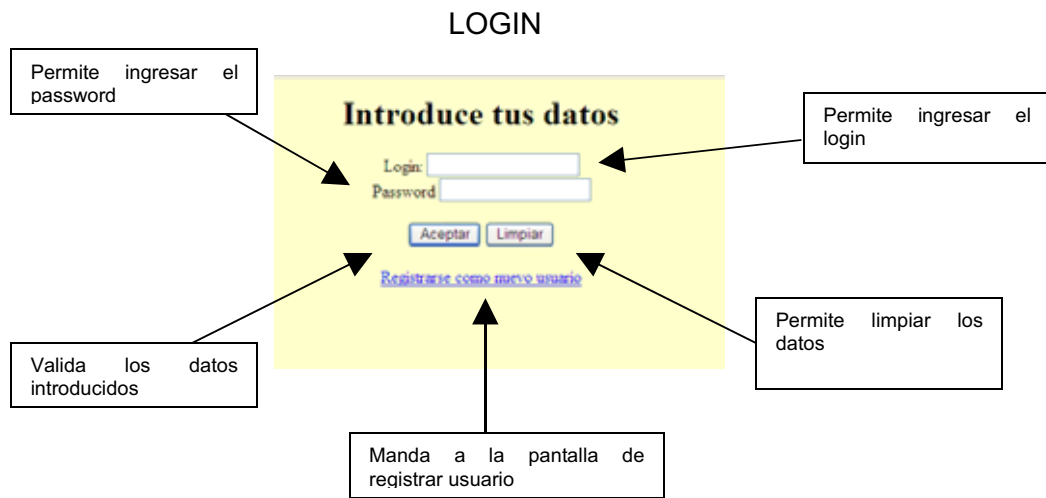 LOGIN
Permite ingresar el
password
Introduce tus datos
Permite ingresar el
login
Login:
Password
Aceptar Limpiar
Registrarse como nuevo usuario
Permite limpiar los
datos
Valida los datos
introducidos
Manda a la pantalla de
registrar usuario